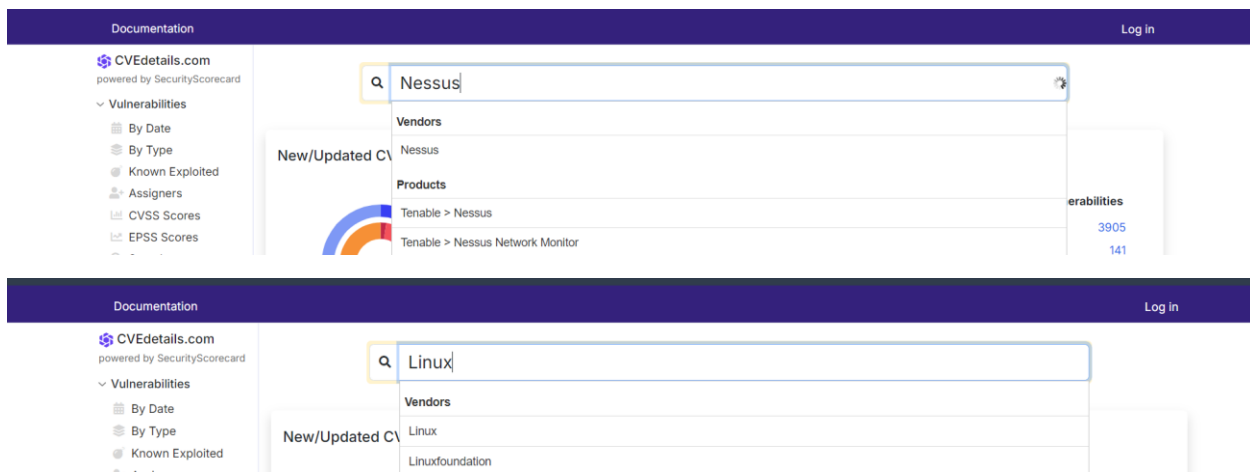 Documentation Log in
CVEdetails.com
powered by SecurityScorecard
Nessus
Vulnerabilities
By Date
By Type
Known Exploited
Assigners
CVSS Scores
EPSS Scores
Vendors
Nessus
New/Updated CV
Products
Tenable > Nessus
Tenable > Nessus Network Monitor
erabilities
3905
141
Documentation Log in
CVEdetails.com
powered by SecurityScorecard
Linux
Vulnerabilities
By Date
By Type
Known Exploited
Vendors
Linux
New/Updated CV
Linuxfoundation